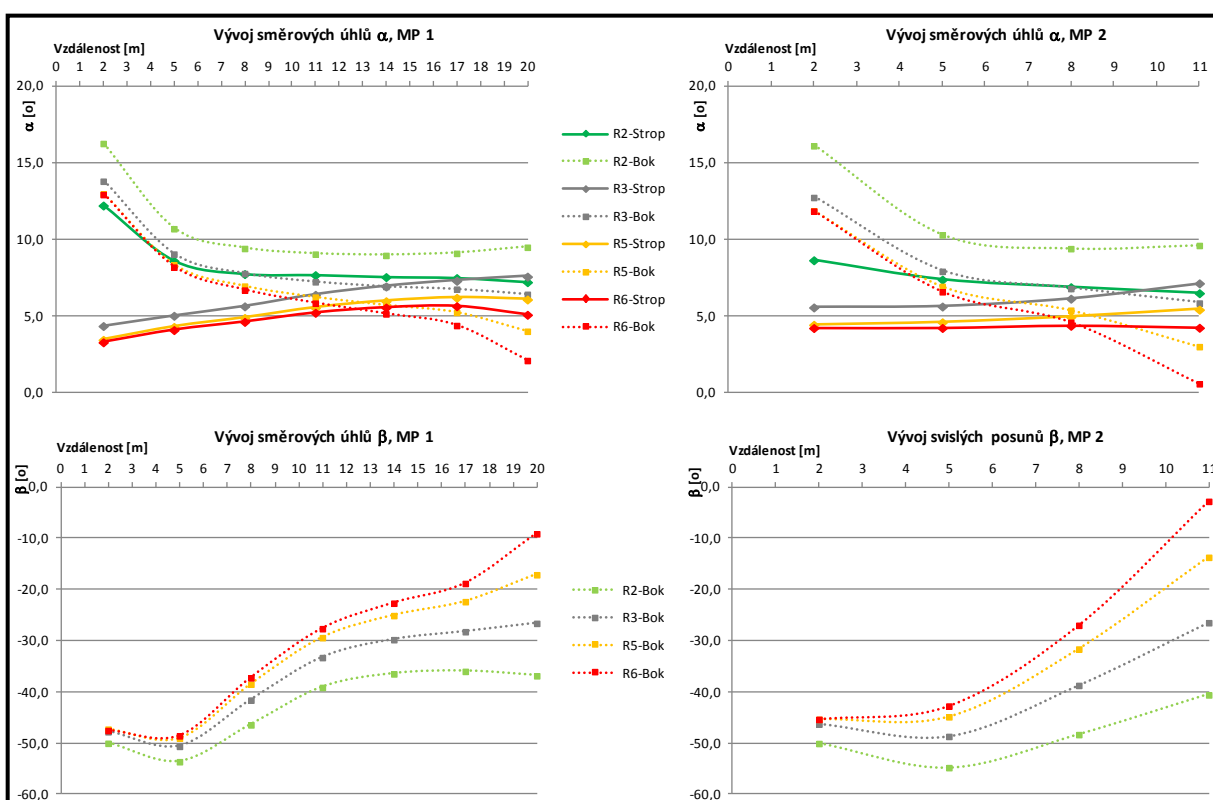 Vývoj směrových úhlů α, MP 1
Vzdálenost [m]
0 1 2 3 4 5 6 7 8 9 10 11 12 13 14 15 16 17 18 19 20
α [o]
20,0
15,0
10,0
5,0
0,0
R2-Strop
R2-Bok
R3-Strop
R3-Bok
R5-Strop
R5-Bok
R6-Strop
R6-Bok
Vývoj směrových úhlů α, MP 2
Vzdálenost [m]
0 1 2 3 4 5 6 7 8 9 10 11
α [o]
20,0
15,0
10,0
5,0
0,0
Vývoj směrových úhlů β, MP 1
Vzdálenost [m]
0 1 2 3 4 5 6 7 8 9 10 11 12 13 14 15 16 17 18 19 20
β [o]
0,0
-10,0
-20,0
-30,0
-40,0
-50,0
-60,0
R2-Bok
R3-Bok
R5-Bok
R6-Bok
Vývoj svislých posunů β, MP 2
Vzdálenost [m]
0 1 2 3 4 5 6 7 8 9 10 11
β [o]
0,0
-10,0
-20,0
-30,0
-40,0
-50,0
-60,0